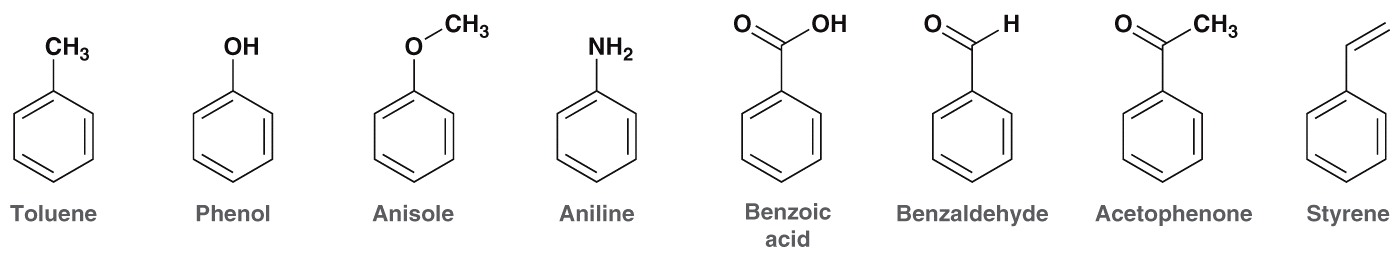 CH₃
OH
O
CH₃
NH₂
O
OH
O
H
O
CH₃
Toluene
Phenol
Anisole
Aniline
Benzoic
acid
Benzaldehyde
Acetophenone
Styrene